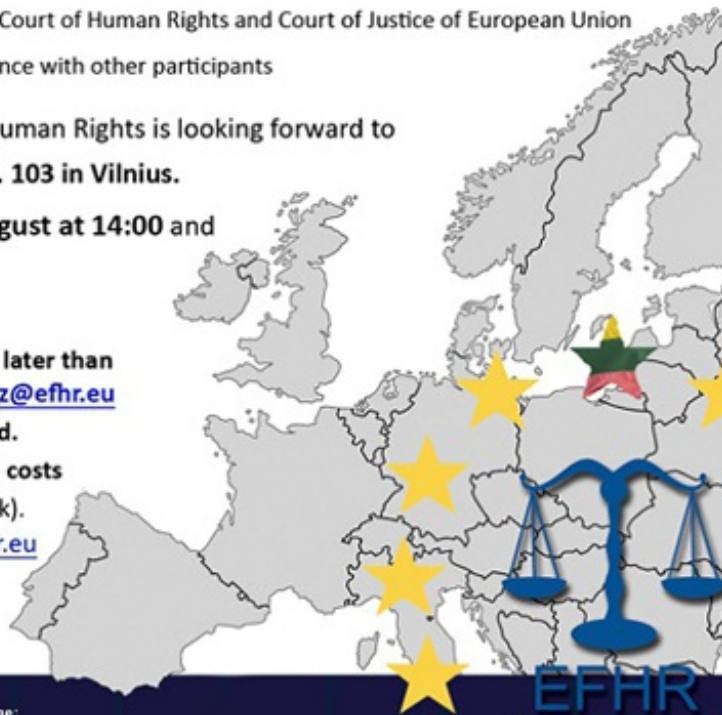 Court of Human Rights and Court of Justice of European Union
nce with other participants
uman Rights is looking forward to
. 103 in Vilnius.
gust at 14:00 and
later than
z@efhr.eu
d.
costs
k).
r.eu
EFHR
me: